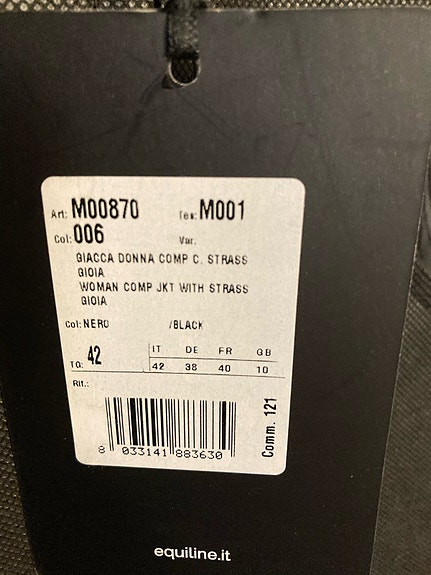 Art: M00870 Tes: M001
Col: 006 Var.
GIACCA DONNA COMP C. STRASS
GIOIA
WOMAN COMP JKT WITH STRASS
GIOIA
Col: NERO /BLACK
TG: 42
IT DE FR GB
42 38 40 10
Rif.:
Comm. 121
8 033141 883630
equiline.it